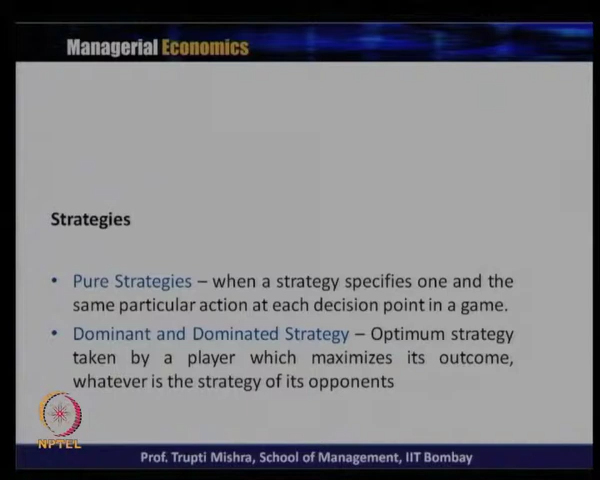 Managerial Economics
Strategies
• Pure Strategies – when a strategy specifies one and the
same particular action at each decision point in a game.
• Dominant and Dominated Strategy – Optimum strategy
taken by a player which maximizes its outcome,
whatever is the strategy of its opponents
NPTEL
Prof. Trupti Mishra, School of Management, IIT Bombay